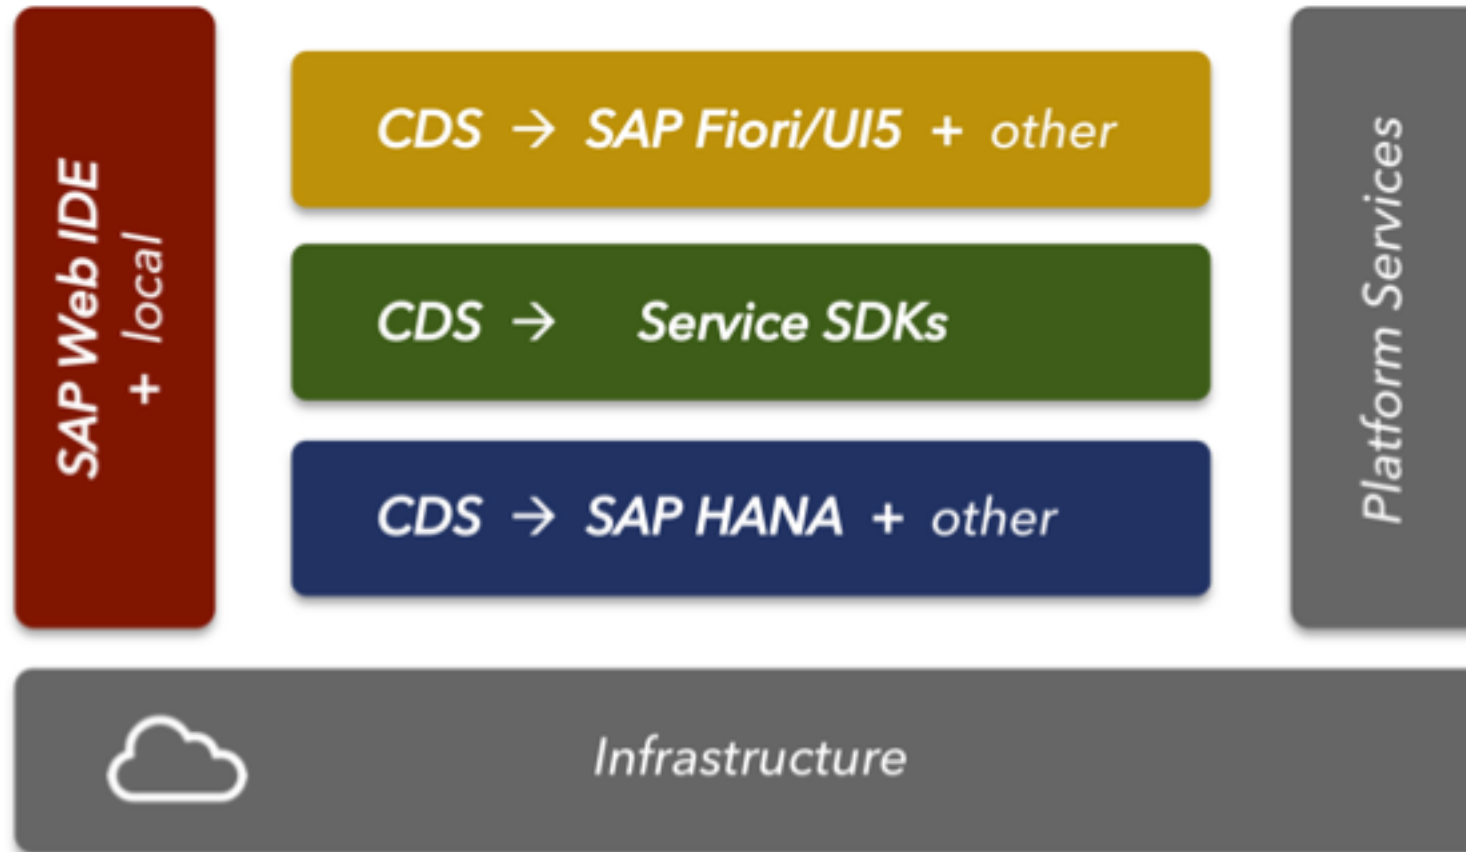 SAP Web IDE
+ local
CDS → SAP Fiori/UI5 + other
CDS → Service SDKs
CDS → SAP HANA + other
Platform Services
Infrastructure